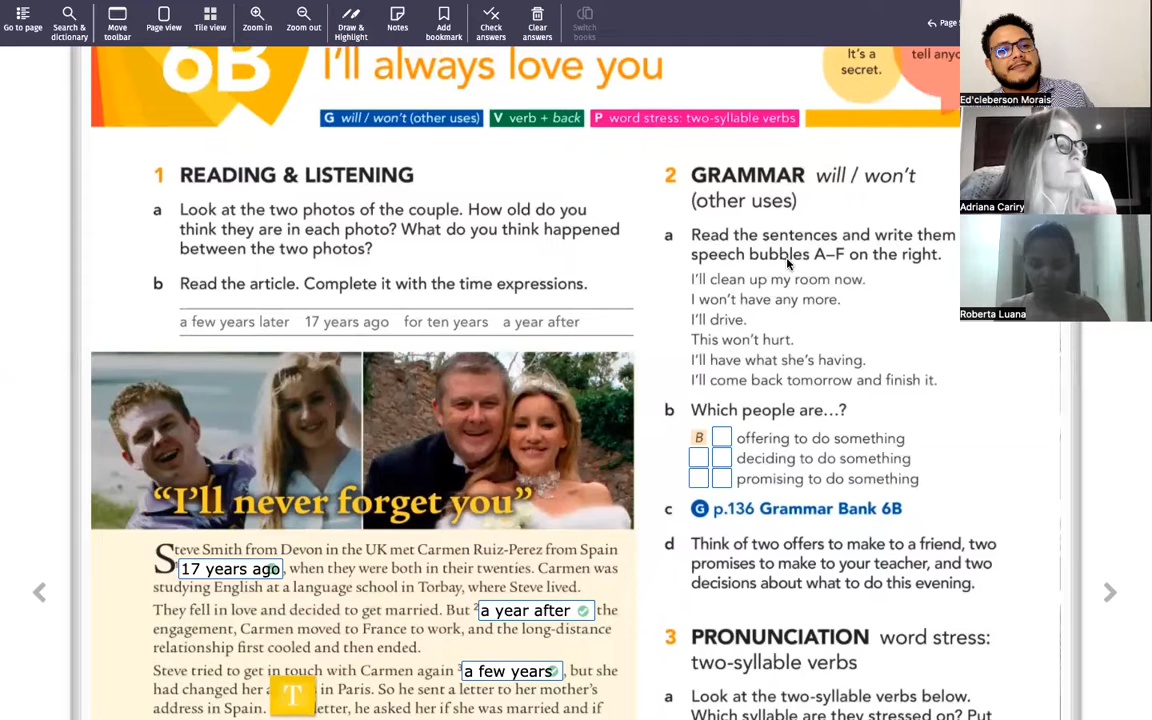 Go to page
Search & dictionary
Move toolbar
Page view
Tile view
Zoom in
Zoom out
Draw & Highlight
Notes
Add bookmark
Check answers
Clear answers
Switch books
Page
6B
I'll always love you
It's a secret.
tell anyo
G will / won't (other uses)
V verb + back
P word stress: two-syllable verbs
Ed'cleberson Morais
Adriana Cariry
Roberta Luana
1 READING & LISTENING
a Look at the two photos of the couple. How old do you
think they are in each photo? What do you think happened
between the two photos?
b Read the article. Complete it with the time expressions.
a few years later 17 years ago for ten years a year after
"I'll never forget you"
Steve Smith from Devon in the UK met Carmen Ruiz-Perez from Spain
17 years ago, when they were both in their twenties. Carmen was
studying English at a language school in Torbay, where Steve lived.
They fell in love and decided to get married. But 2 a year after the
engagement, Carmen moved to France to work, and the long-distance
relationship first cooled and then ended.
Steve tried to get in touch with Carmen again 3 a few years, but she
had changed her in Paris. So he sent a letter to her mother's
address in Spain. T etter, he asked her if she was married and if
2 GRAMMAR will / won't
(other uses)
a Read the sentences and write them
speech bubbles A–F on the right.
I'll clean up my room now.
I won't have any more.
I'll drive.
This won't hurt.
I'll have what she's having.
I'll come back tomorrow and finish it.
b Which people are…?
B offering to do something
deciding to do something
promising to do something
c G p.136 Grammar Bank 6B
d Think of two offers to make to a friend, two
promises to make to your teacher, and two
decisions about what to do this evening.
3 PRONUNCIATION word stress:
two-syllable verbs
a Look at the two-syllable verbs below.
Which syllable are they stressed on? Put